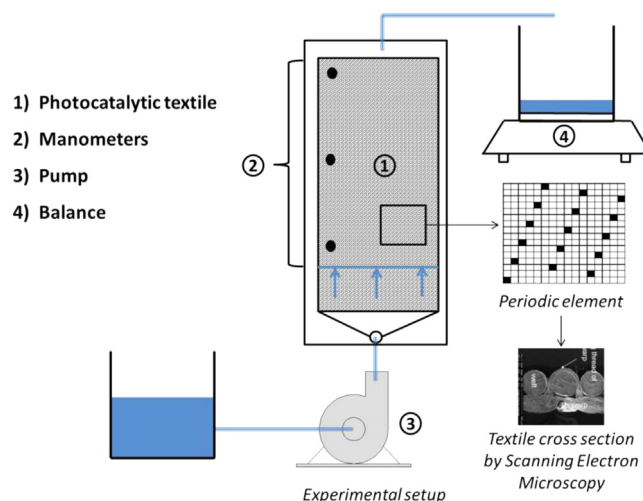 1) Photocatalytic textile
2) Manometers
3) Pump
4) Balance
2
1
4
Periodic element
3
Textile cross section
by Scanning Electron
Microscopy
Experimental setup